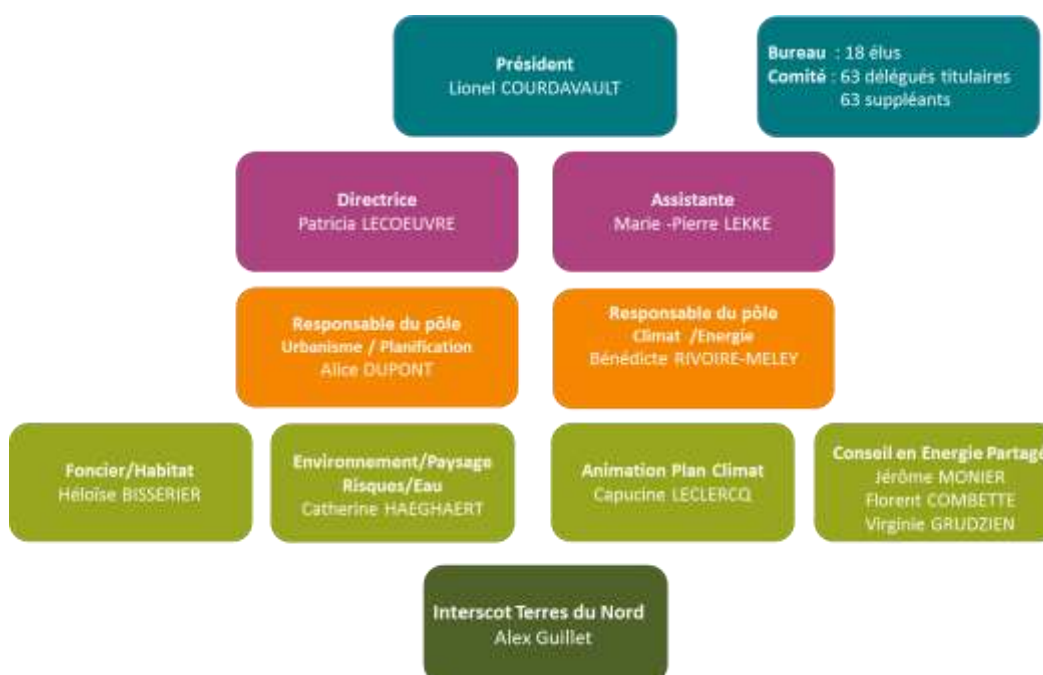 Président
Lionel COURDAVAULT
Bureau : 18 élus
Comité : 63 délégués titulaires
63 suppléants
Directrice
Patricia LECOEUVRE
Assistante
Marie -Pierre LEKKE
Responsable du pôle
Urbanisme / Planification
Alice DUPONT
Responsable du pôle
Climat /Energie
Bénédicte RIVOIRE-MELEY
Foncier/Habitat
Héloïse BISSERIER
Environnement/Paysage
Risques/Eau
Catherine HAEGHAERT
Animation Plan Climat
Capucine LECLERCQ
Conseil en Energie Partagé
Jérôme MONIER
Florent COMBETTE
Virginie GRUDZIEN
Interscot Terres du Nord
Alex Guillet